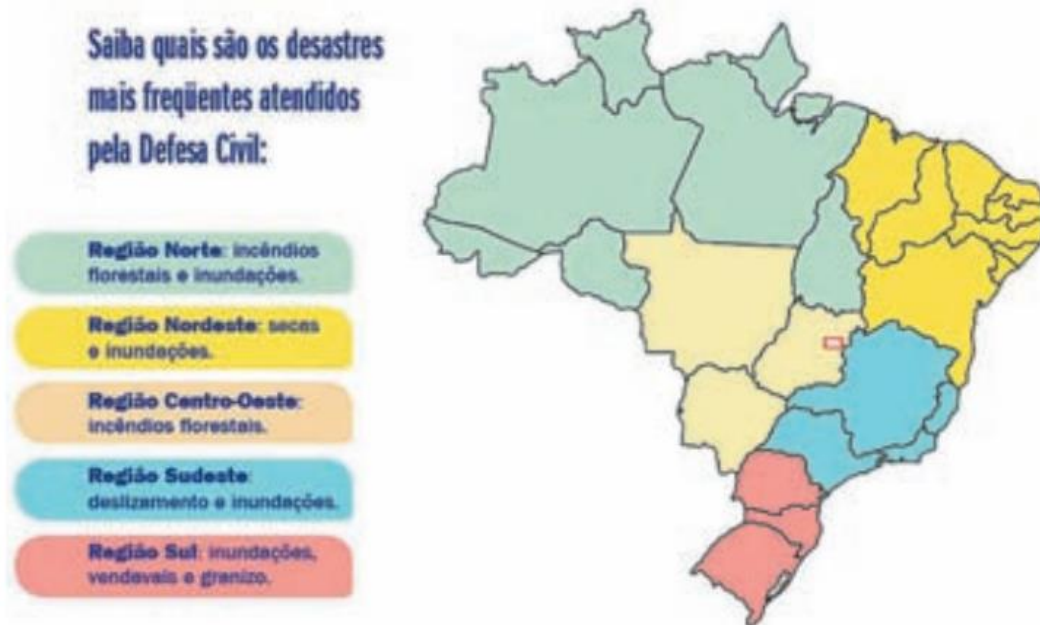 Saiba quais são os desastres
mais freqüentes atendidos
pela Defesa Civil:
Região Norte: incêndios
florestais e inundações.
Região Nordeste: secas
e inundações.
Região Centro-Oeste:
incêndios florestais.
Região Sudeste:
deslizamento e inundações.
Região Sul: inundações,
vendavais e granizo.